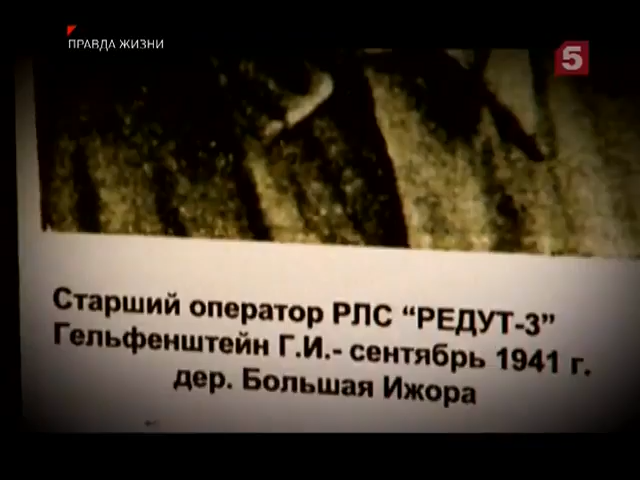 ПРАВДА ЖИЗНИ
5
Старший оператор РЛС “РЕДУТ-3”
Гельфенштейн Г.И.- сентябрь 1941 г.
дер. Большая Ижора